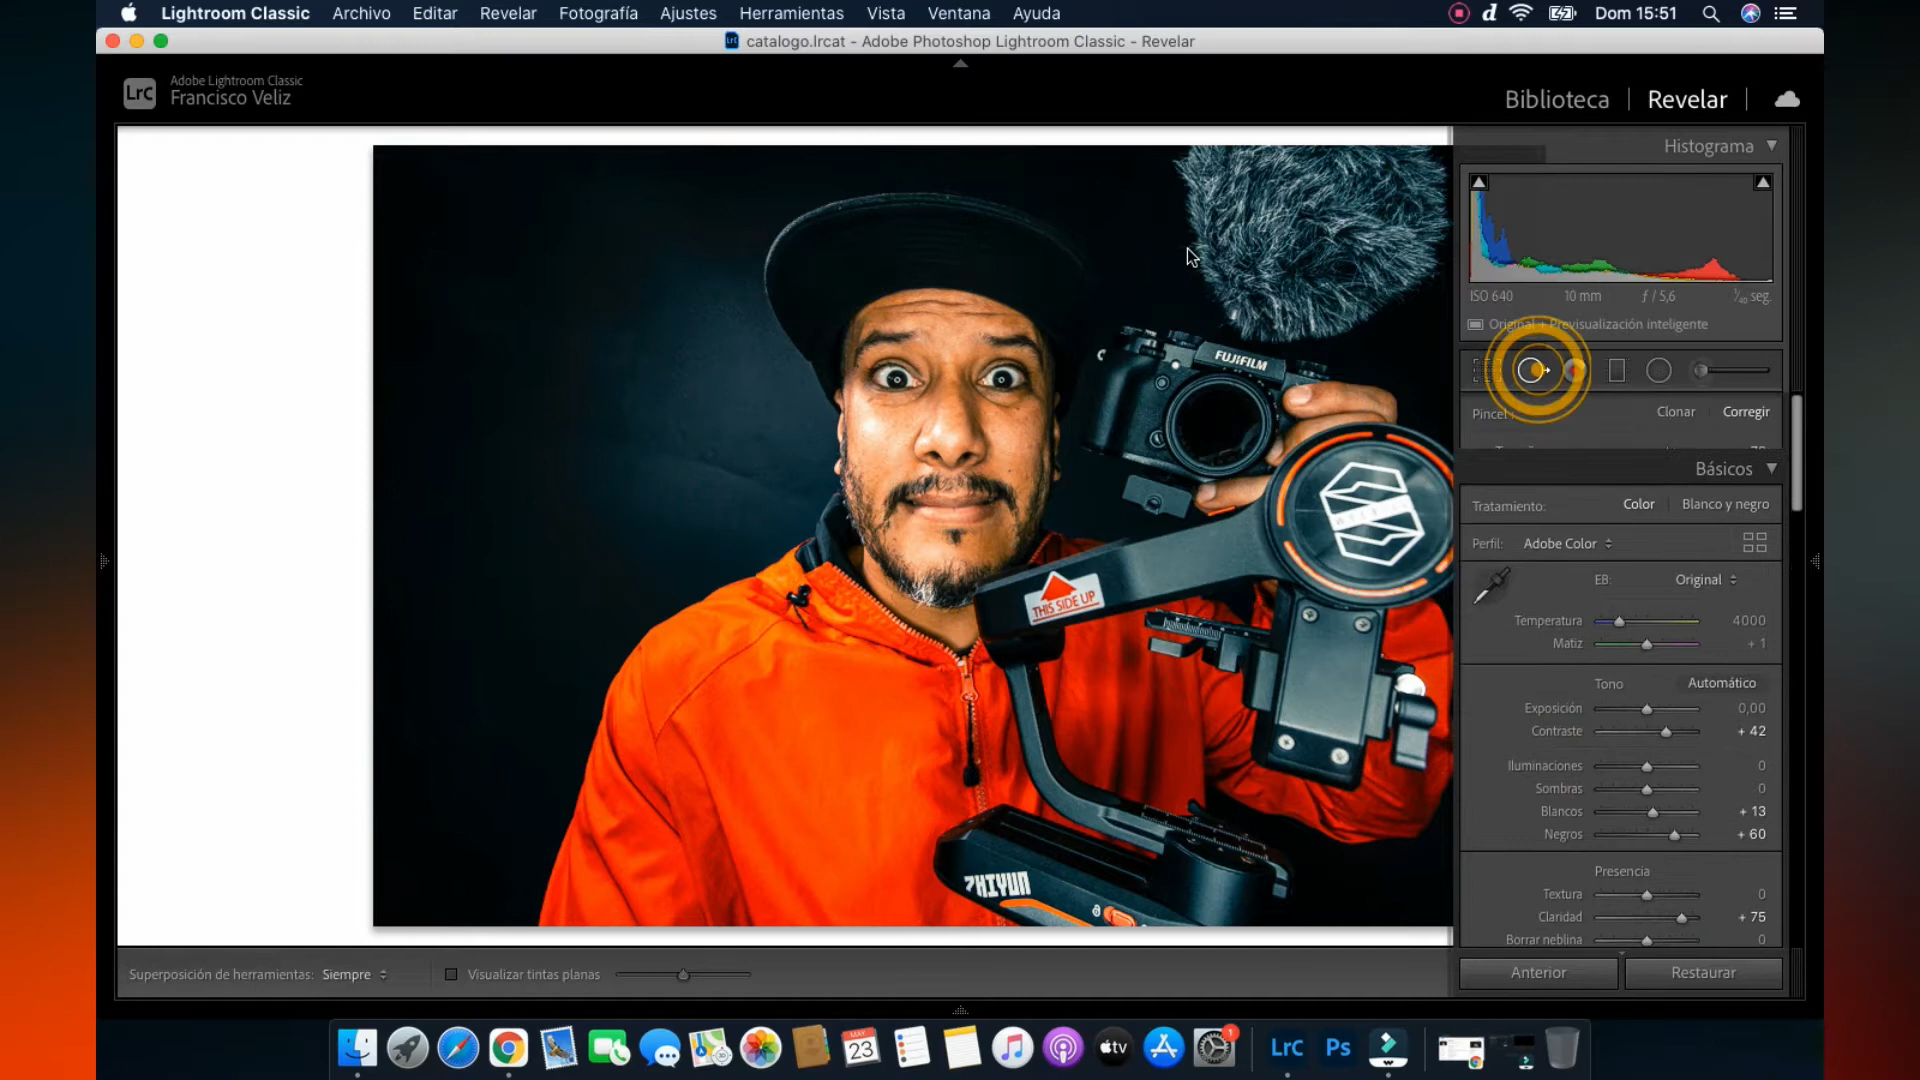 Lightroom Classic Archivo Editar Revelar Fotografía Ajustes Herramientas Vista Ventana Ayuda Dom 15:51
catalogo.lrcat - Adobe Photoshop Lightroom Classic - Revelar
LrC Adobe Lightroom Classic
Francisco Veliz
Biblioteca | Revelar |
Histograma
ISO 640 10 mm ƒ / 5,6 1/40 seg.
Original + Previsualización inteligente
Pincel: Clonar Corregir
Básicos
Tratamiento: Color Blanco y negro
Perfil: Adobe Color
EB: Original
Temperatura 4000
Matiz + 1
Tono Automático
Exposición 0,00
Contraste + 42
Iluminaciones 0
Sombras 0
Blancos + 13
Negros + 60
Presencia
Textura 0
Claridad + 75
Borrar neblina 0
Anterior Restaurar
FUJIFILM
THIS SIDE UP
ZHIYUN
Superposición de herramientas: Siempre Visualizar tintas planas
MAY
23
tv
1
LrC
Ps